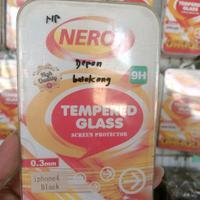 NP
NERO
Depan
belakang
High
Quality
9H
TEMPERED
GLASS
SCREEN PROTECTOR
0.3mm
iphone4
Black